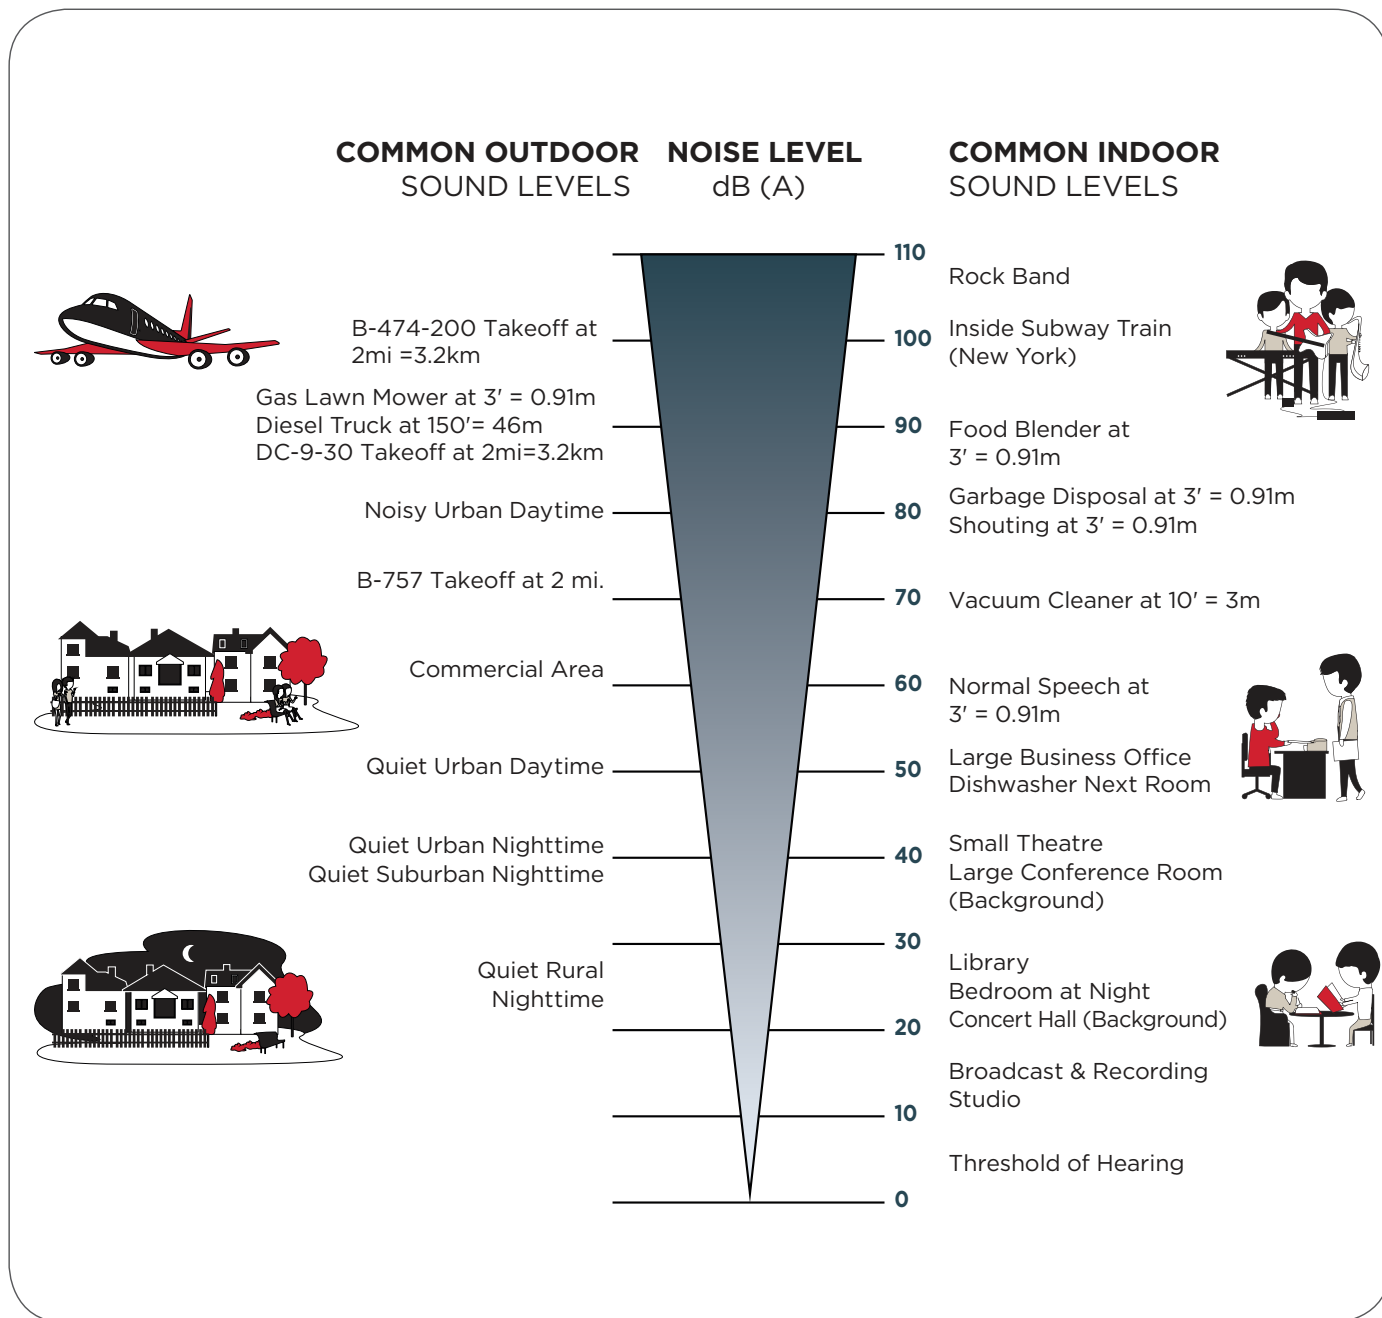 COMMON OUTDOOR
SOUND LEVELS
NOISE LEVEL
dB (A)
COMMON INDOOR
SOUND LEVELS
110
Rock Band
B-474-200 Takeoff at
2mi =3.2km
100
Inside Subway Train
(New York)
Gas Lawn Mower at 3' = 0.91m
Diesel Truck at 150'= 46m
DC-9-30 Takeoff at 2mi=3.2km
90
Food Blender at
3' = 0.91m
Noisy Urban Daytime
80
Garbage Disposal at 3' = 0.91m
Shouting at 3' = 0.91m
B-757 Takeoff at 2 mi.
70
Vacuum Cleaner at 10' = 3m
Commercial Area
60
Normal Speech at
3' = 0.91m
Quiet Urban Daytime
50
Large Business Office
Dishwasher Next Room
Quiet Urban Nighttime
Quiet Suburban Nighttime
40
Small Theatre
Large Conference Room
(Background)
30
Quiet Rural
Nighttime
Library
Bedroom at Night
Concert Hall (Background)
20
Broadcast & Recording
Studio
10
Threshold of Hearing
0